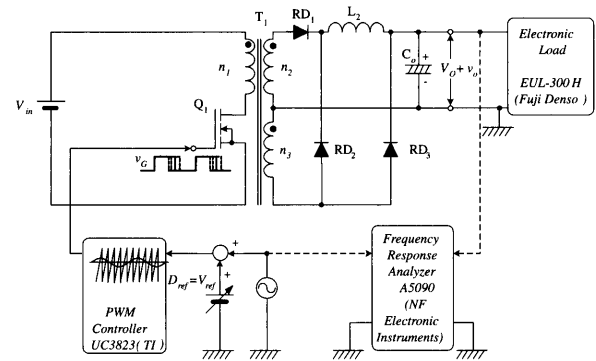 T1
RD1
L2
n1
n2
Co
+
-
VO + vo
Electronic
Load
EUL-300 H
(Fuji Denso )
Vin
Q1
vG
n3
RD2
RD3
+
+
Dref=Vref
PWM
Controller
UC3823( TI )
Frequency
Response
Analyzer
A5090
(NF
Electronic
Instruments)